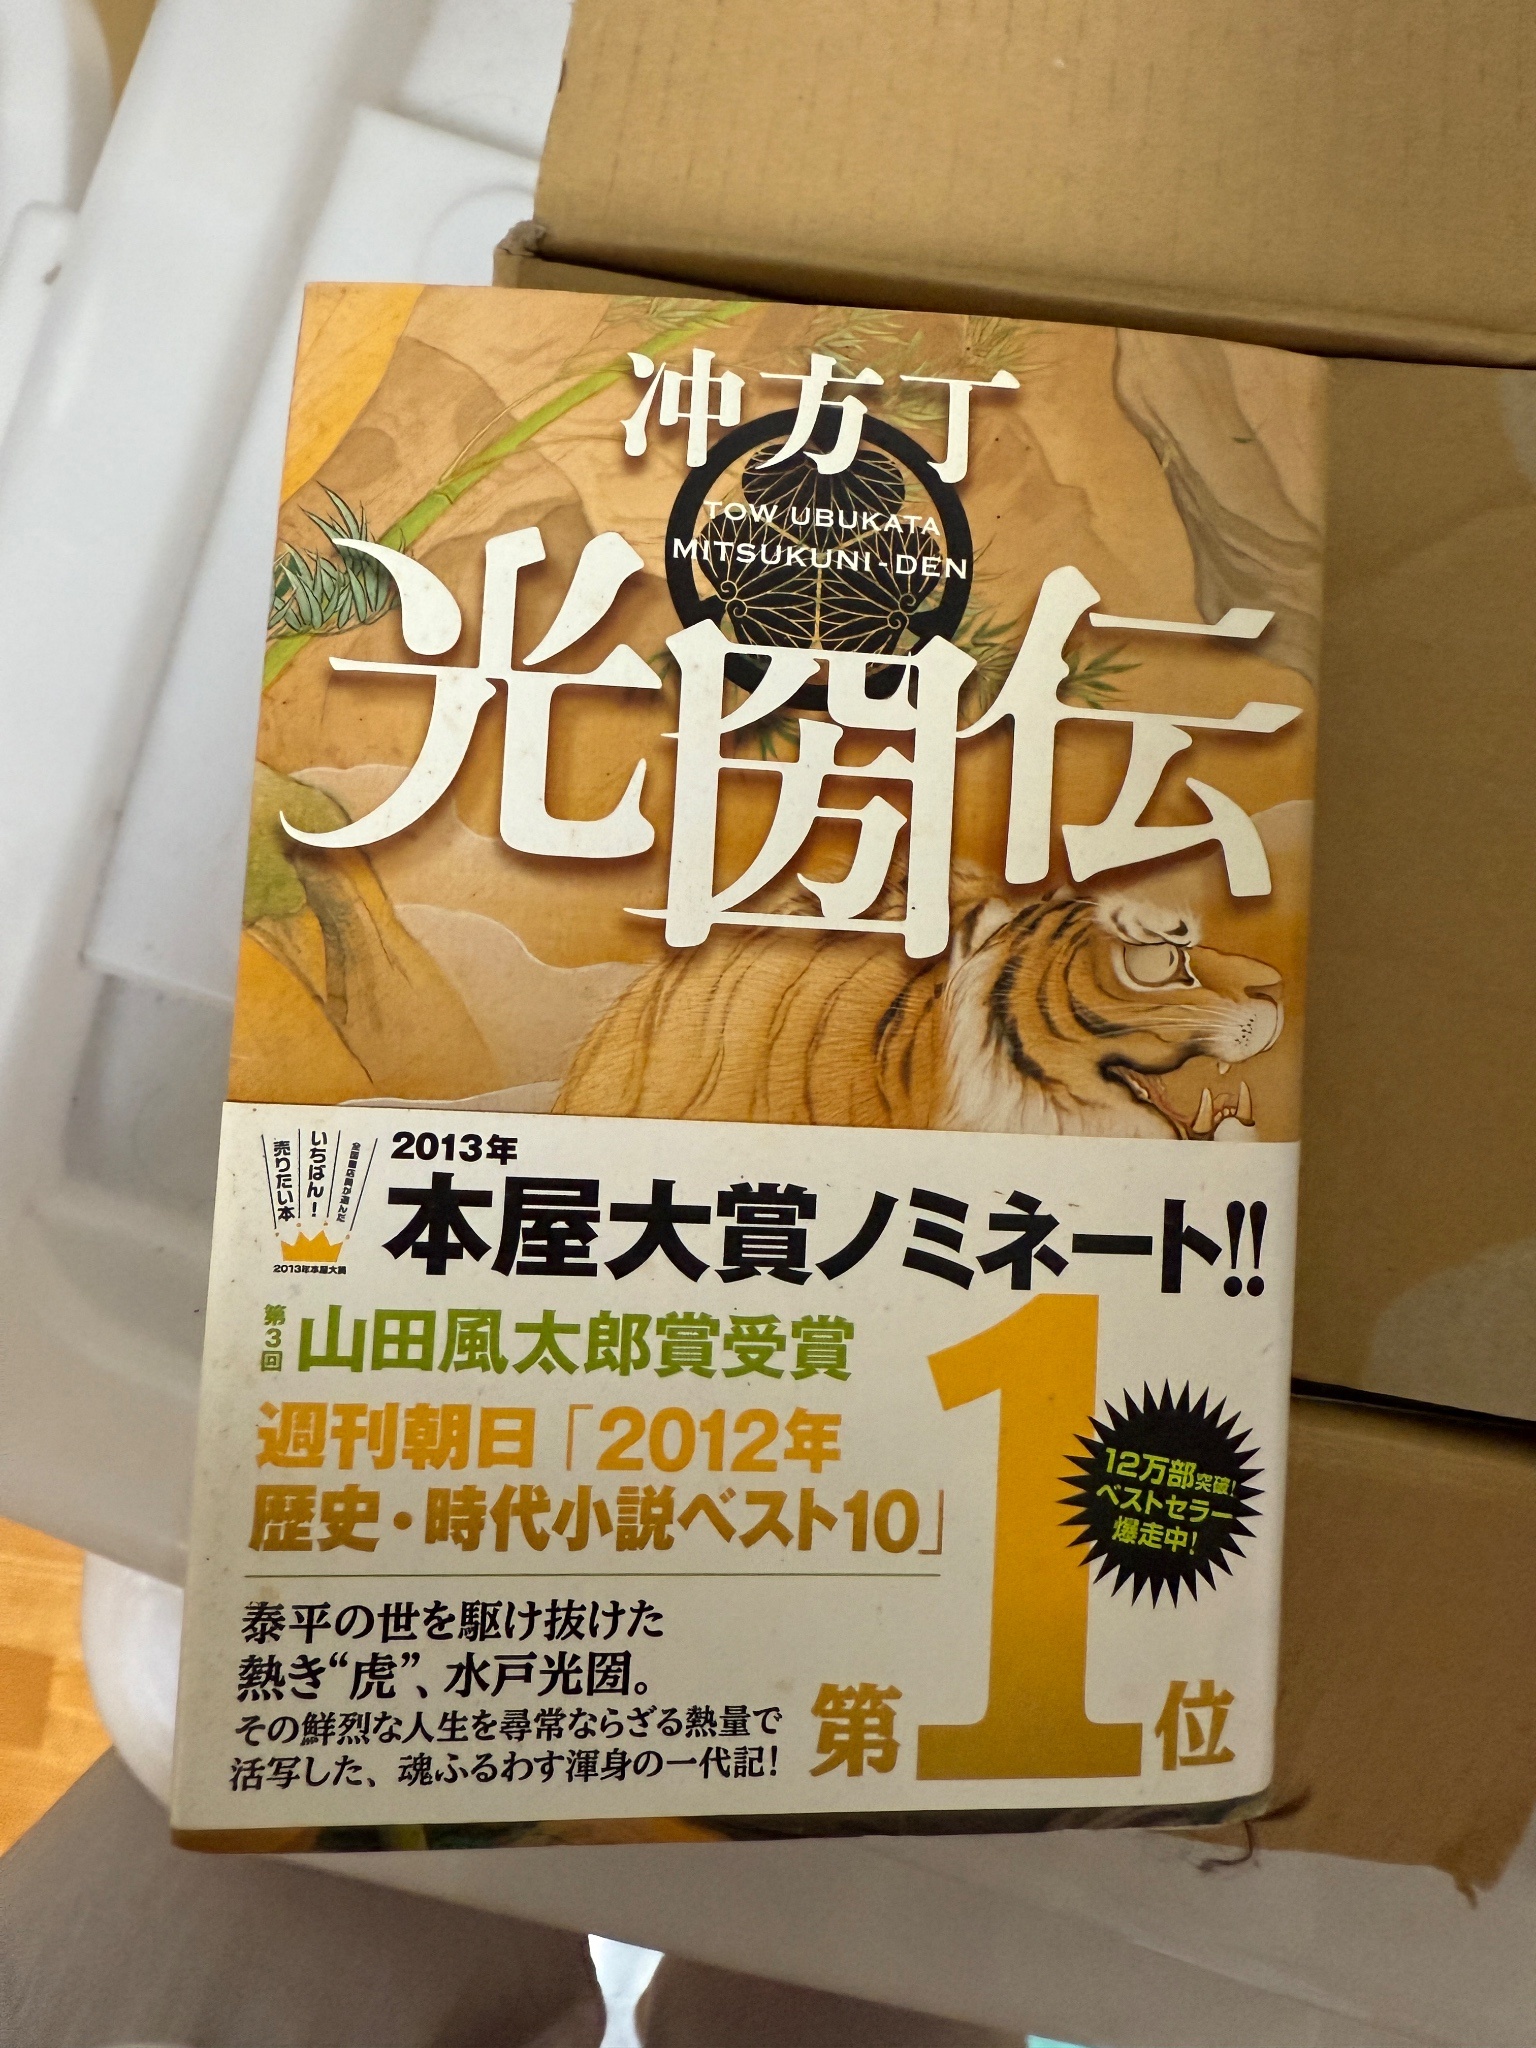 冲方丁
TOW UBUKATA
MITSUKUNI-DEN
光圀伝
全国書店員が選んだ
いちばん！
売りたい本
2013年本屋大賞
2013年
本屋大賞ノミネート!!
第3回
山田風太郎賞受賞
週刊朝日「2012年
歴史・時代小説ベスト10」
第1位
12万部突破！
ベストセラー
爆走中！
泰平の世を駆け抜けた
熱き“虎”、水戸光圀。
その鮮烈な人生を尋常ならざる熱量で
活写した、魂ふるわす渾身の一代記！